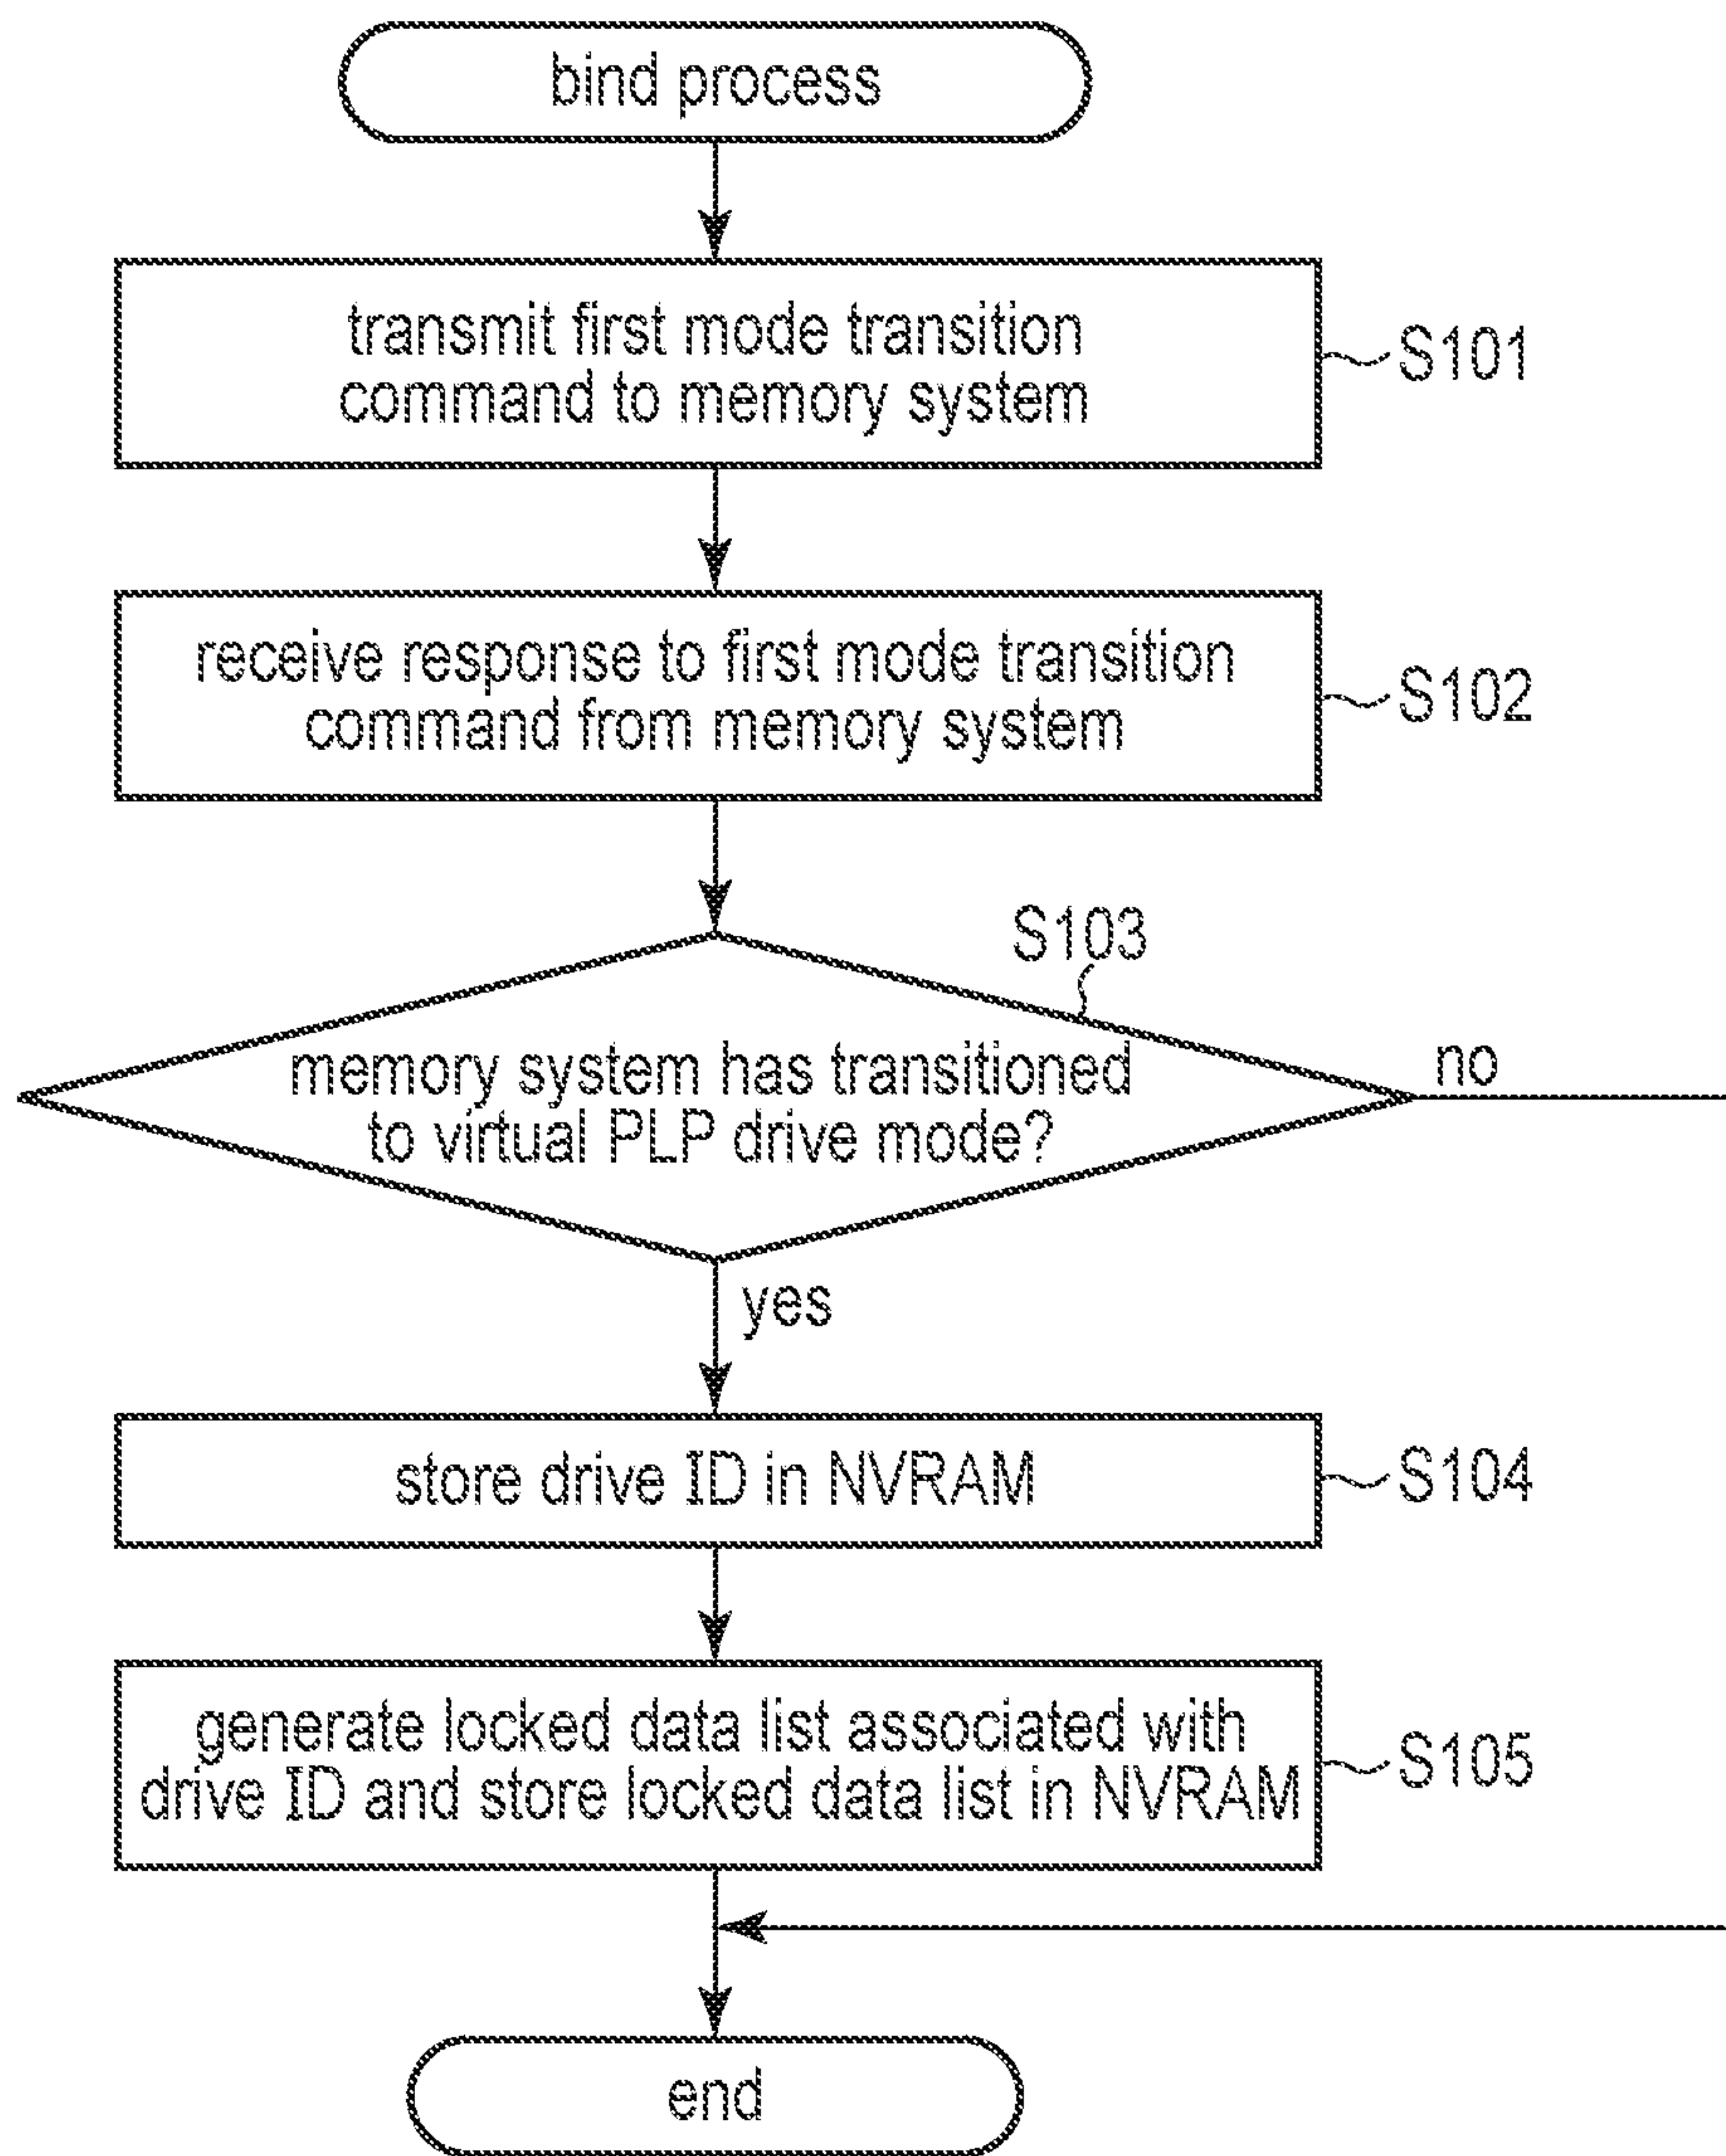 bind process
transmit first mode transition
command to memory system
S101
receive response to first mode transition
command from memory system
S102
S103
memory system has transitioned
to virtual PLP drive mode?
no
yes
store drive ID in NVRAM
S104
generate locked data list associated with
drive ID and store locked data list in NVRAM
S105
end